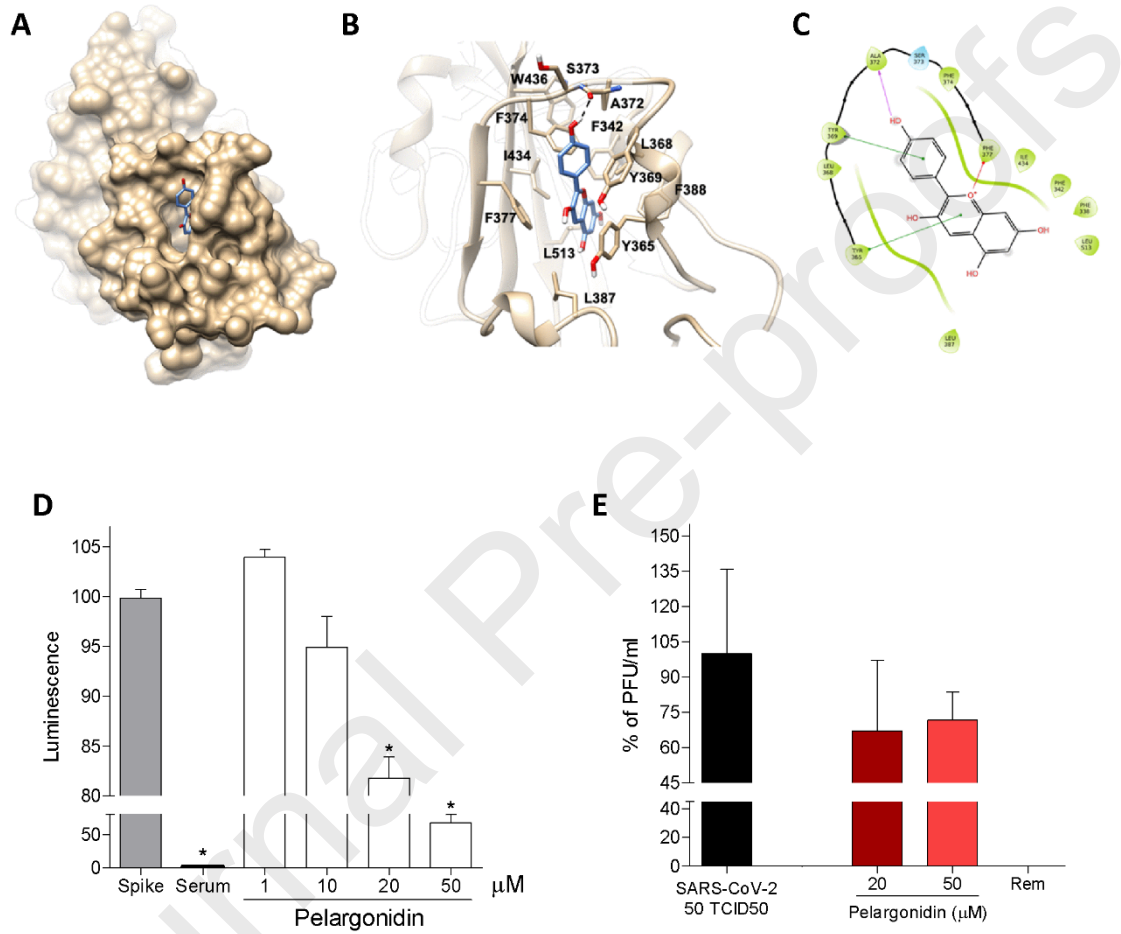 A
B
C
S373
W436
A372
F374
F342
L368
I434
Y369
F388
F377
Y365
L513
L387
ALA
372
SER
373
PHE
374
TYR
369
HO
LEU
368
PHE
377
ILE
434
PHE
342
O+
PHE
338
HO
LEU
513
OH
TYR
365
HO
LEU
387
Journal Pre-proofs
D
E
Luminescence
105
100
95
90
85
80
50
0
*
*
*
Spike
Serum
1
10
20
50
μM
Pelargonidin
% of PFU/ml
150
135
120
105
90
75
60
45
40
20
0
SARS-CoV-2
50 TCID50
20
50
Rem
Pelargonidin (μM)